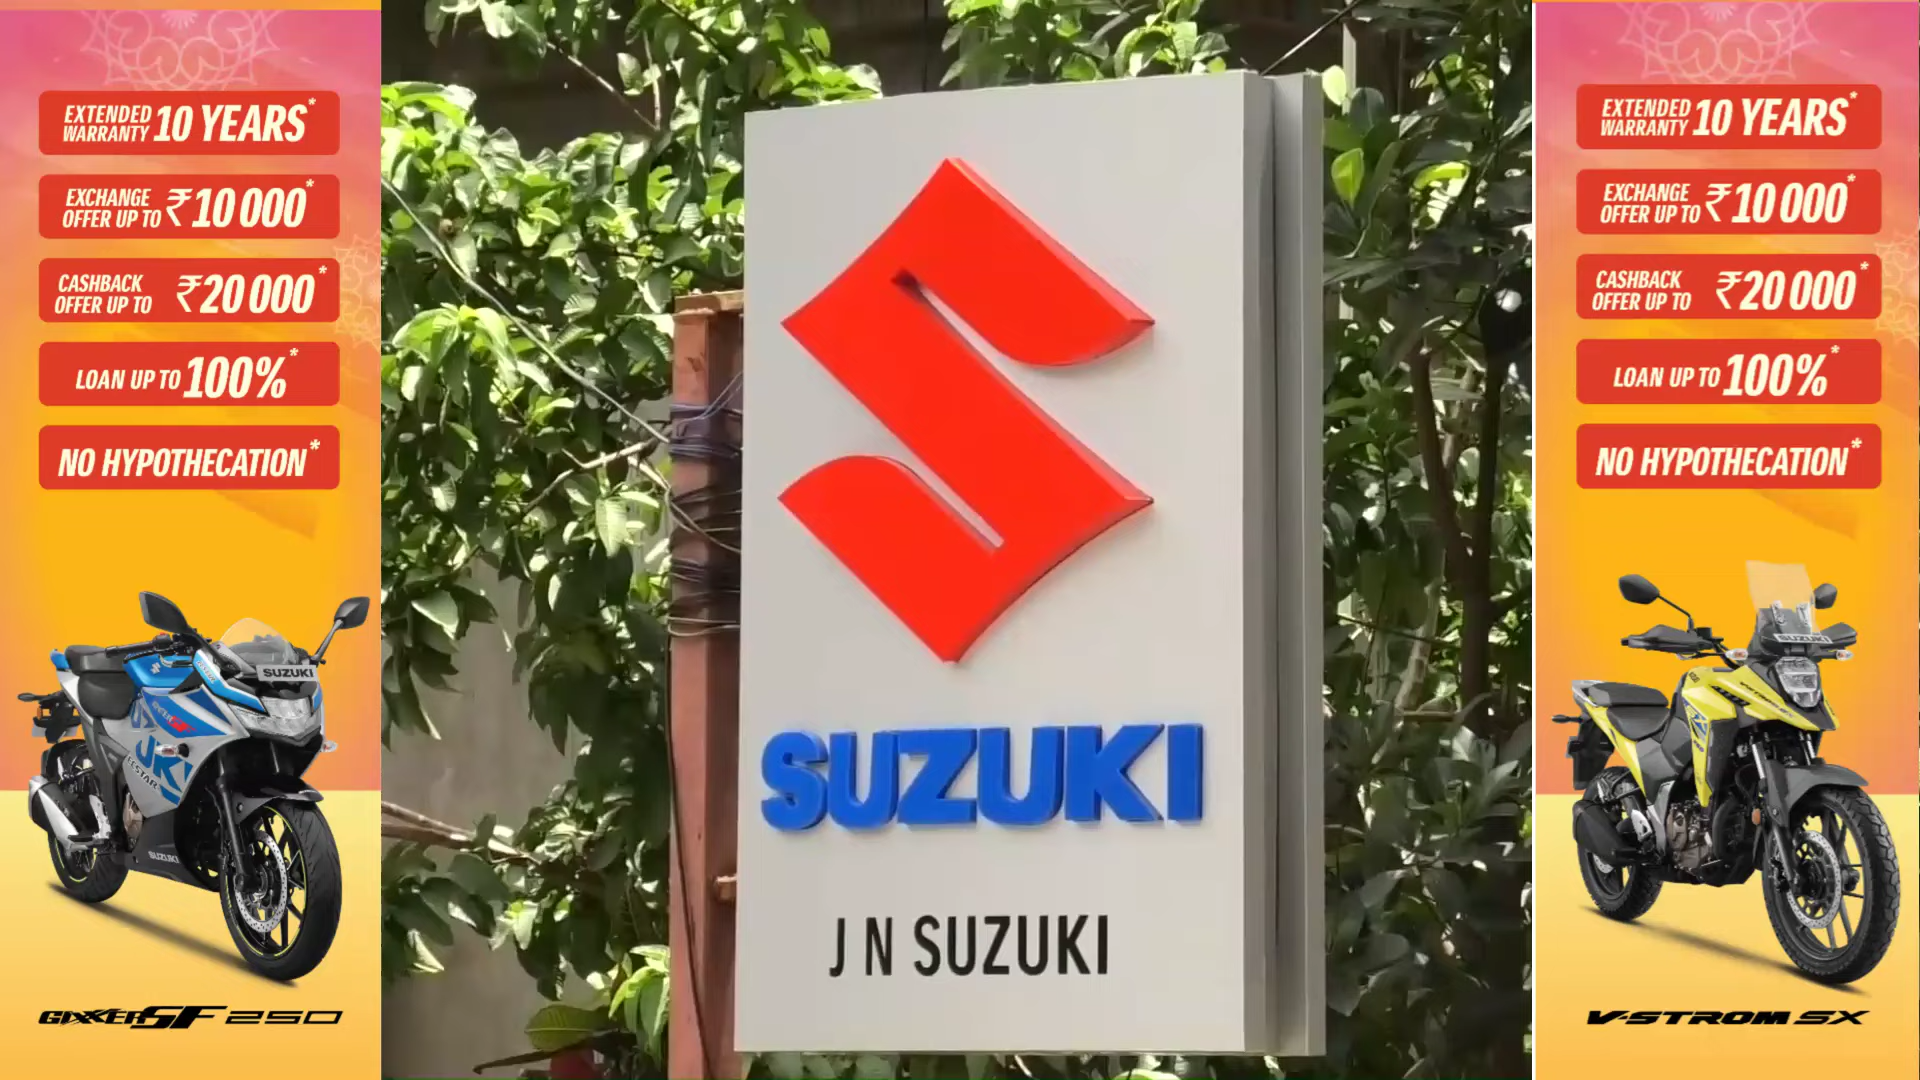 EXTENDED
WARRANTY 10 YEARS*
EXCHANGE
OFFER UP TO ₹10 000*
CASHBACK
OFFER UP TO ₹20 000*
LOAN UP TO 100%*
NO HYPOTHECATION*
SUZUKI
SUZUKI
GIXXER SF 250
SUZUKI
J N SUZUKI
EXTENDED
WARRANTY 10 YEARS*
EXCHANGE
OFFER UP TO ₹10 000*
CASHBACK
OFFER UP TO ₹20 000*
LOAN UP TO 100%*
NO HYPOTHECATION*
SUZUKI
V-STROM SX